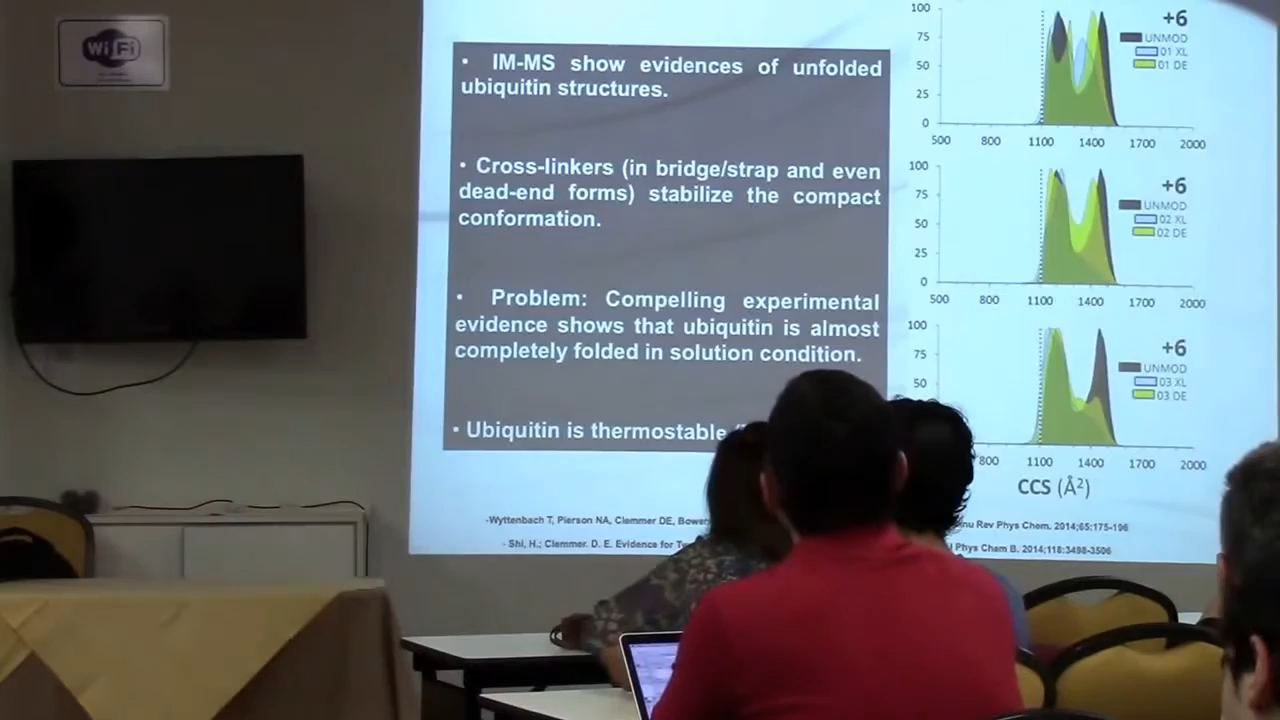 WiFi
• IM-MS show evidences of unfolded
ubiquitin structures.
• Cross-linkers (in bridge/strap and even
dead-end forms) stabilize the compact
conformation.
• Problem: Compelling experimental
evidence shows that ubiquitin is almost
completely folded in solution condition.
• Ubiquitin is thermostable
-Wyttenbach T, Pierson NA, Clemmer DE, Bower
nu Rev Phys Chem. 2014;65:175-196
- Shi, H.; Clemmer. D. E. Evidence for Tw
Phys Chem B. 2014;118:3498-3506
100
75
50
25
0
500 800 1100 1400 1700 2000
+6
UNMOD
01 XL
01 DE
100
75
50
25
0
500 800 1100 1400 1700 2000
+6
UNMOD
02 XL
02 DE
100
75
50
800 1100 1400 1700 2000
+6
UNMOD
03 XL
03 DE
CCS (Å²)